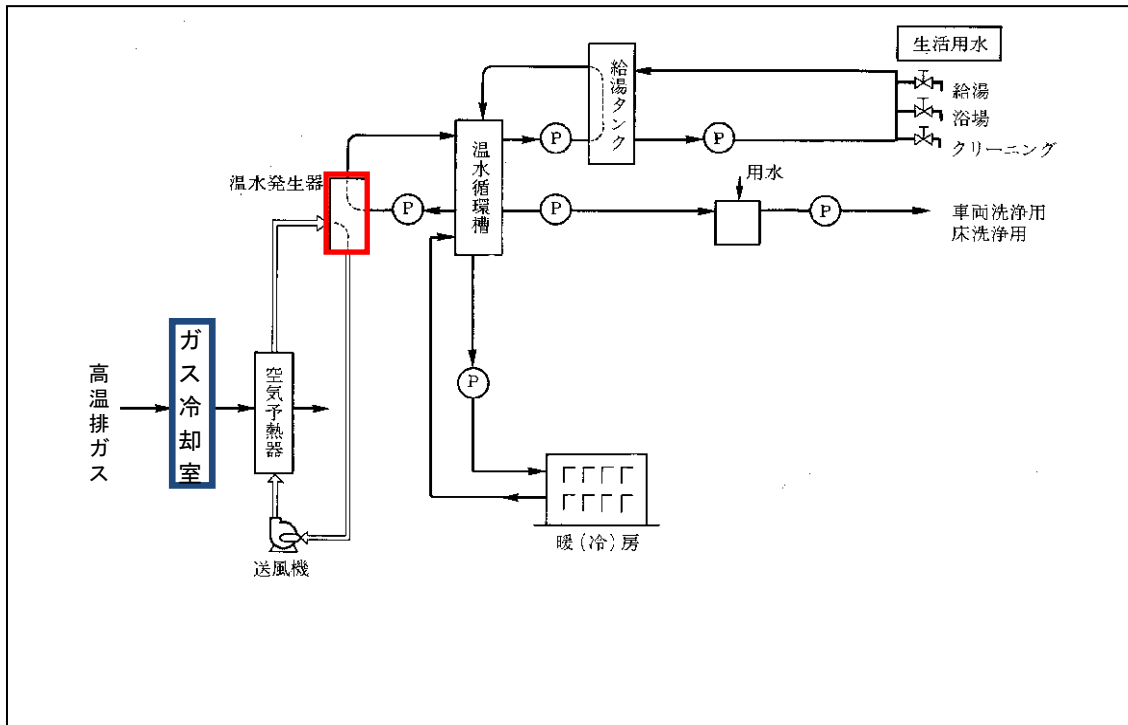 生活用水
給湯
浴場
クリーニング
給湯タンク
P
P
温水循環槽
温水発生器
P
P
用水
P
車両洗浄用
床洗浄用
高温排ガス
ガス冷却室
空気予熱器
P
送風機
暖(冷)房